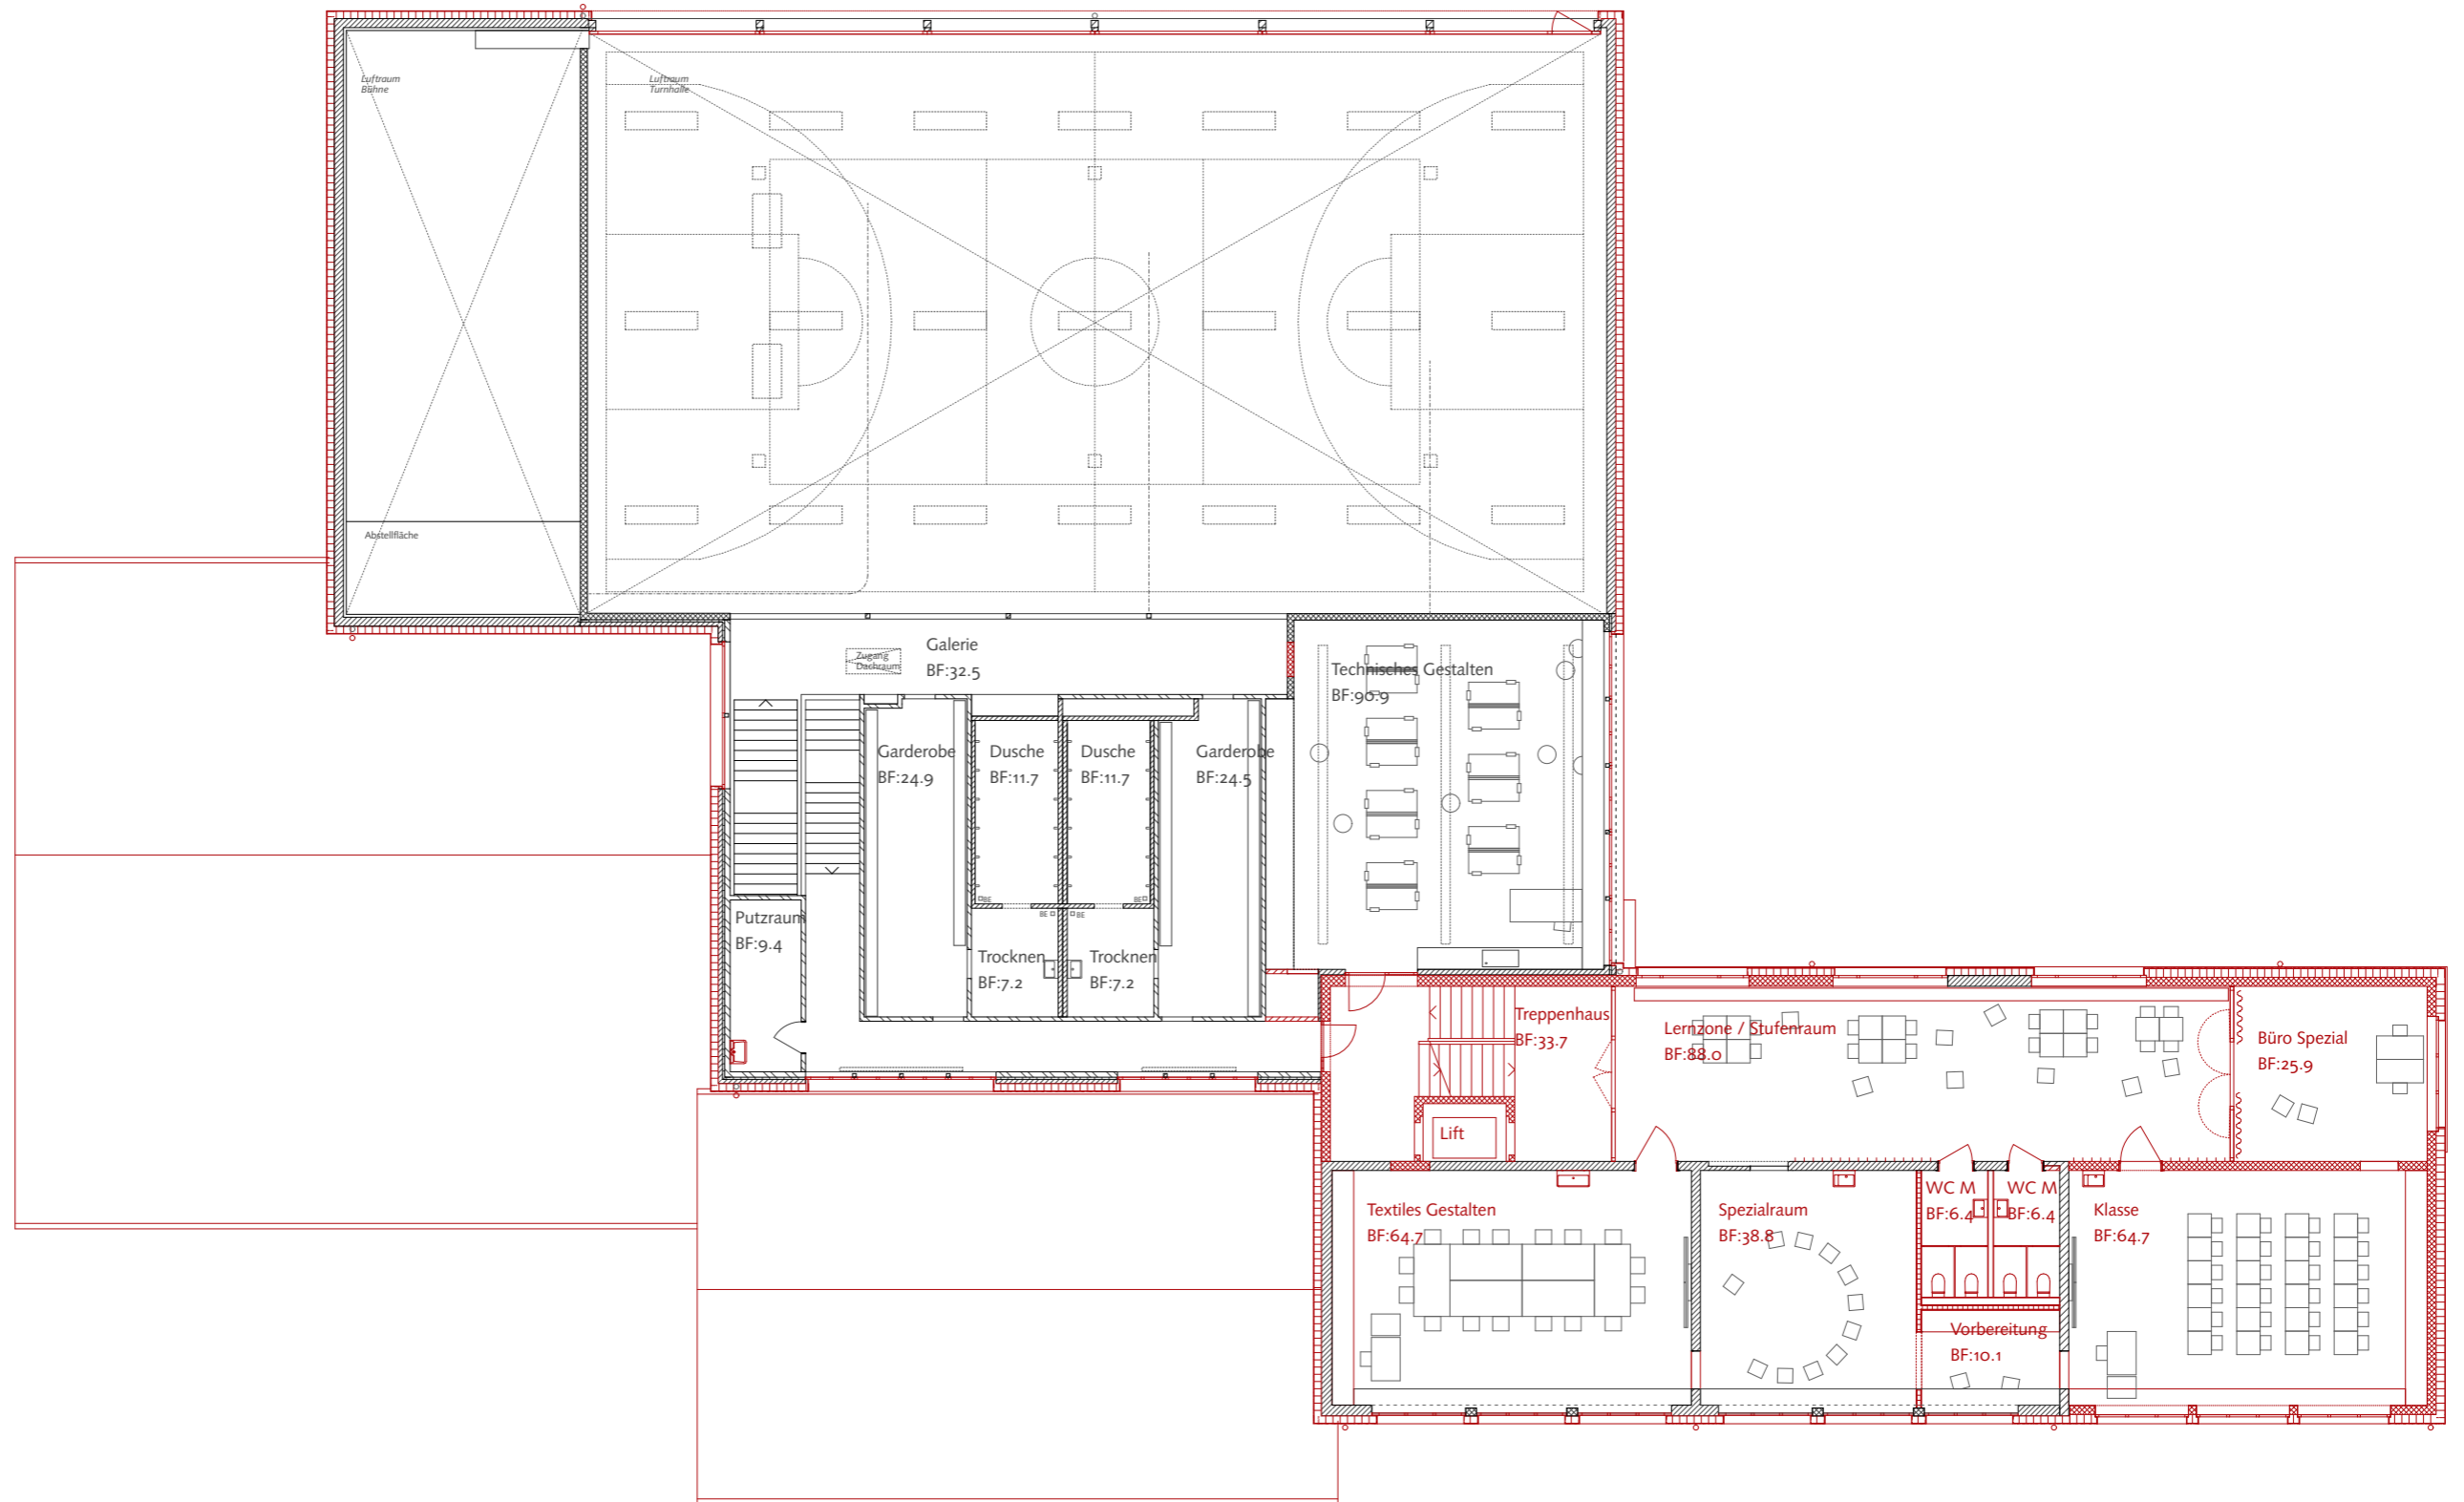 Luftraum
Bühne
Luftraum
Turnhalle
Abstellfläche
Zugang
Dachraum
Galerie
BF:32.5
Technisches Gestalten
BF:90.9
Garderobe
BF:24.9
Dusche
BF:11.7
Dusche
BF:11.7
Garderobe
BF:24.5
BE
BE
BE
BE
Putzraum
BF:9.4
Trocknen
BF:7.2
Trocknen
BF:7.2
Treppenhaus
BF:33.7
Lernzone / Stufenraum
BF:88.0
Büro Spezial
BF:25.9
Lift
Textiles Gestalten
BF:64.7
Spezialraum
BF:38.8
WC M
BF:6.4
WC M
BF:6.4
Klasse
BF:64.7
Vorbereitung
BF:10.1